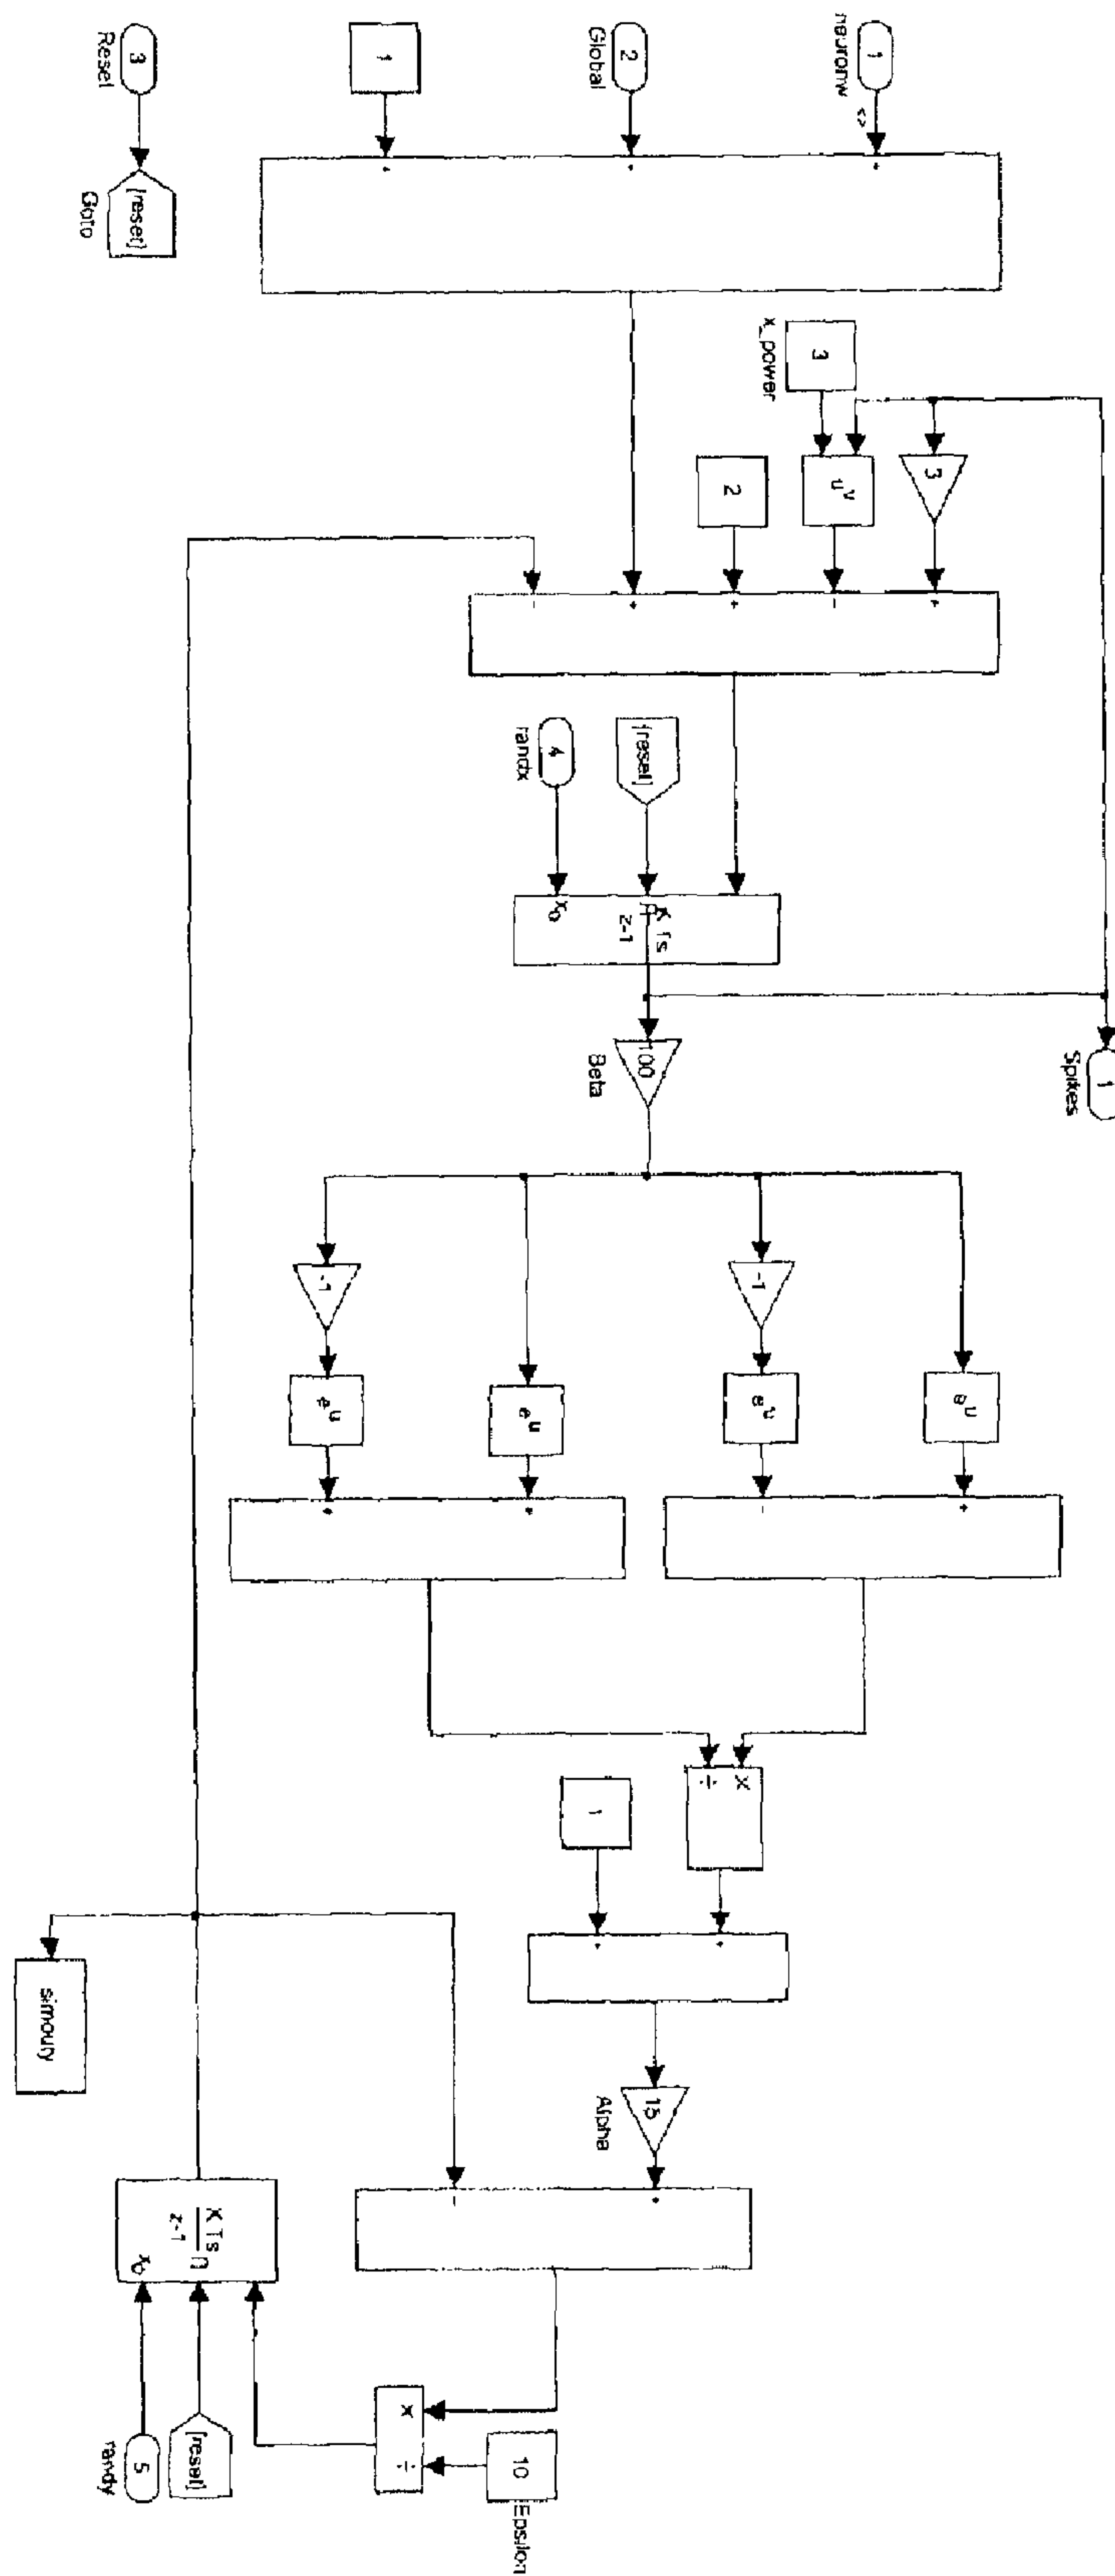 1
Spikes
1
neuronw
<>
+
3
+
u^v
−
3
x_power
2
+
2
Global
+
+
1
+
−
3
Reset
[reset]
Goto
[reset]
4
randx
K Ts
z-1
x₀
100
Beta
e^u
+
-1
e^u
−
e^u
+
-1
e^u
+
×
÷
1
+
+
15
Alpha
+
−
10
Epsilon
×
÷
K Ts
z-1
x₀
[reset]
5
randy
simouty